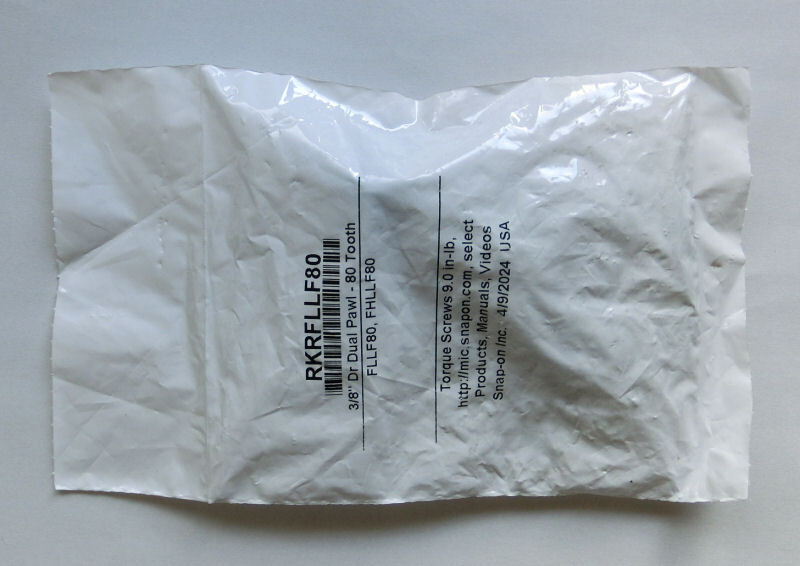 RKRFLLF80
3/8" Dr Dual Pawl - 80 Tooth
FLLF80, FHLLF80
Torque Screws 9.0 in-lb,
http://mic.snapon.com, select
Products, Manuals, Videos
Snap-on Inc. 4/9/2024 USA